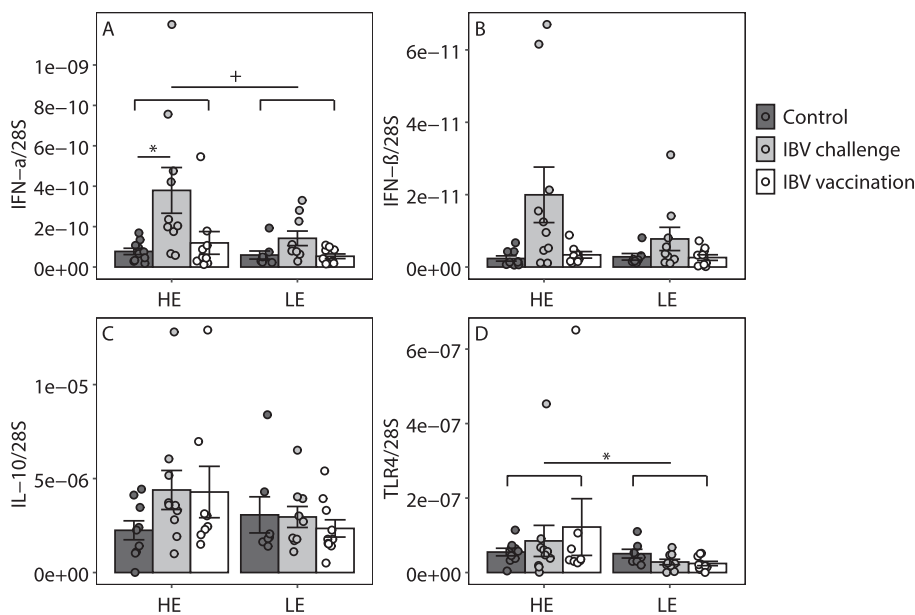 A
IFN−a/28S
1e−09
8e−10
6e−10
4e−10
2e−10
0e+00
+
*
HE
LE
B
IFN−ß/28S
6e−11
4e−11
2e−11
0e+00
HE
LE
Control
IBV challenge
IBV vaccination
C
IL−10/28S
1e−05
5e−06
0e+00
HE
LE
D
TLR4/28S
6e−07
4e−07
2e−07
0e+00
*
HE
LE